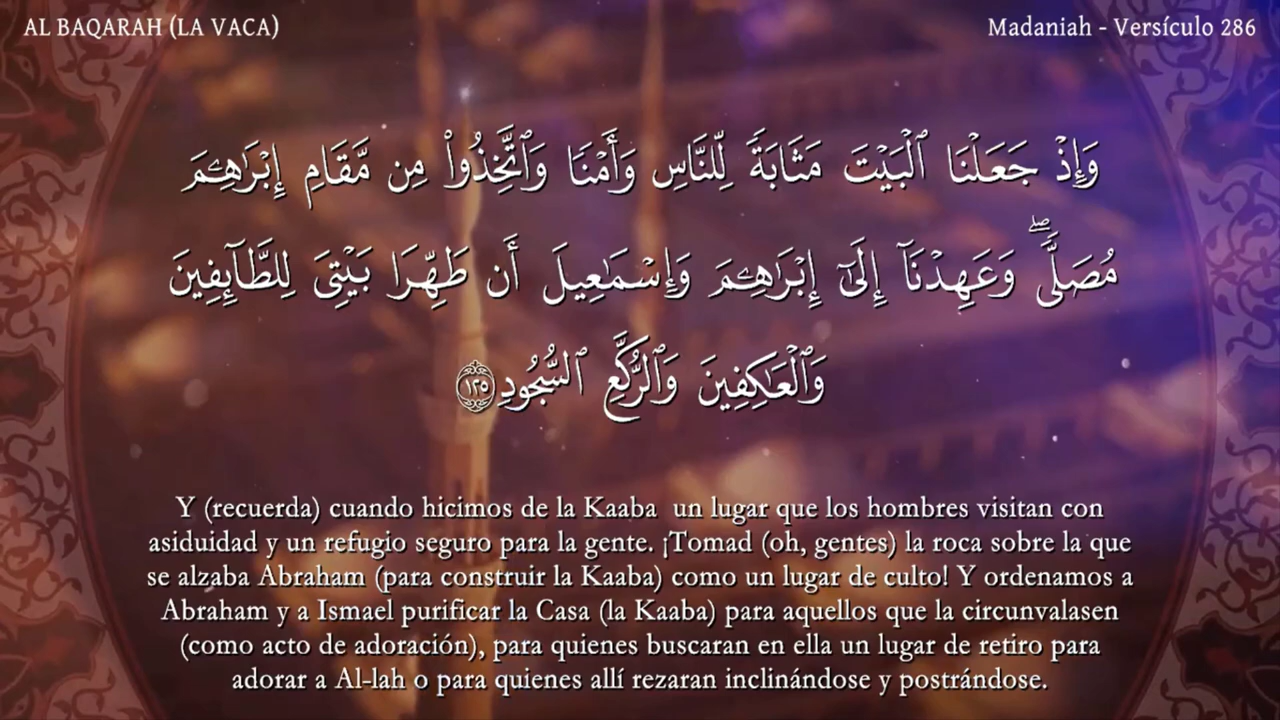 AL BAQARAH (LA VACA)
Madaniah - Versículo 286
وَإِذْ جَعَلْنَا ٱلْبَيْتَ مَثَابَةً لِّلنَّاسِ وَأَمْنًا وَٱتَّخِذُوا۟ مِن مَّقَامِ إِبْرَٰهِـۧمَ
مُصَلًّى ۖ وَعَهِدْنَآ إِلَىٰٓ إِبْرَٰهِـۧمَ وَإِسْمَـٰعِيلَ أَن طَهِّرَا بَيْتِىَ لِلطَّآئِفِينَ
وَٱلْعَـٰكِفِينَ وَٱلرُّكَّعِ ٱلسُّجُودِ ١٢٥
Y (recuerda) cuando hicimos de la Kaaba  un lugar que los hombres visitan con
asiduidad y un refugio seguro para la gente. ¡Tomad (oh, gentes) la roca sobre la que
se alzaba Abraham (para construir la Kaaba) como un lugar de culto! Y ordenamos a
Abraham y a Ismael purificar la Casa (la Kaaba) para aquellos que la circunvalasen
(como acto de adoración), para quienes buscaran en ella un lugar de retiro para
adorar a Al-lah o para quienes allí rezaran inclinándose y postrándose.